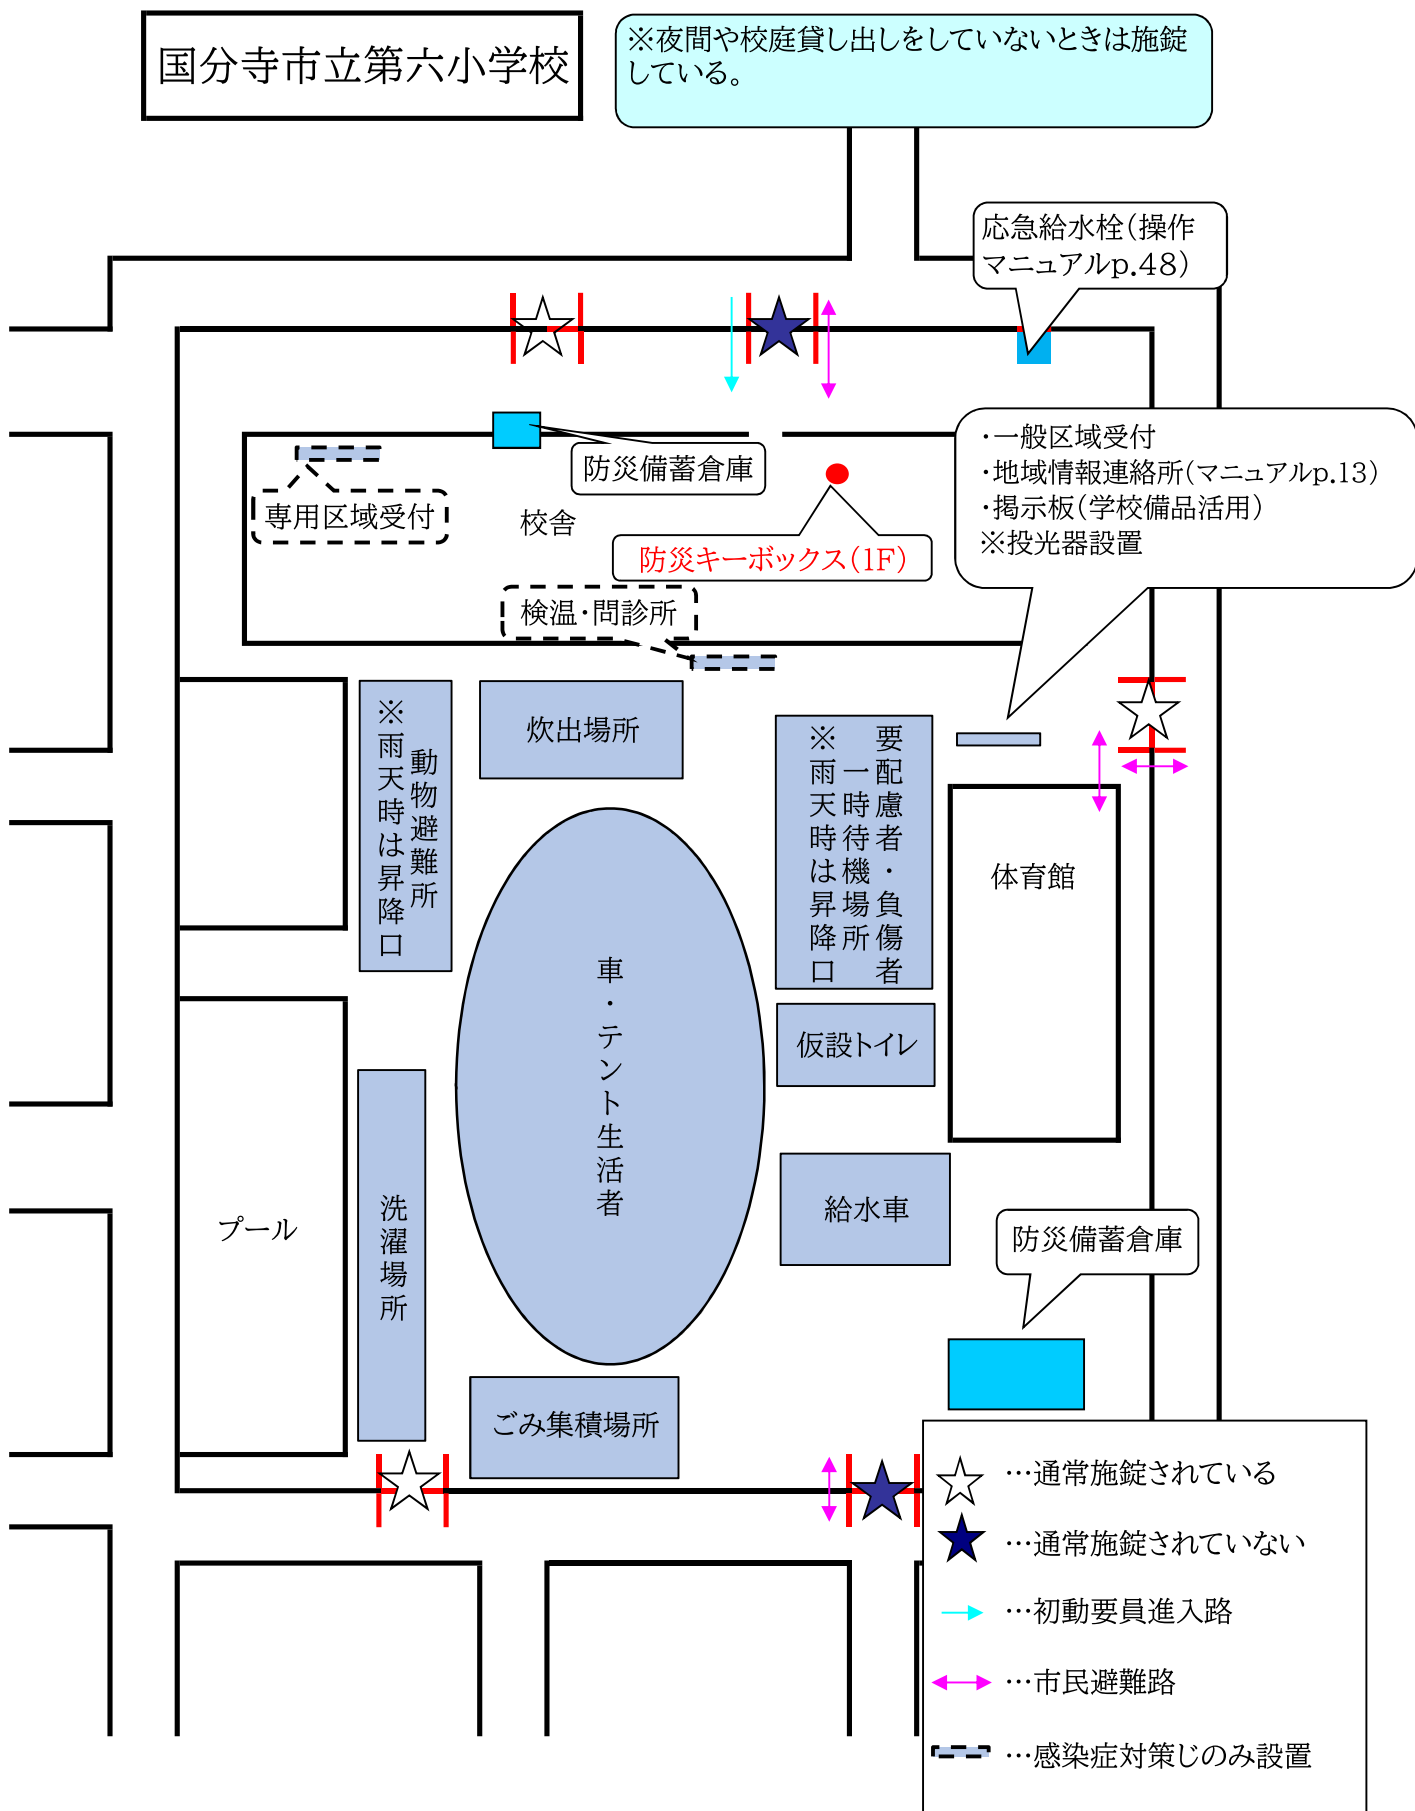 国分寺市立第六小学校
※夜間や校庭貸し出しをしていないときは施錠
している。
応急給水栓(操作
マニュアルp.48)
防災備蓄倉庫
専用区域受付
校舎
防災キーボックス(1F)
・一般区域受付
・地域情報連絡所(マニュアルp.13)
・掲示板(学校備品活用)
※投光器設置
検温・問診所
動物避難所
※雨天時は昇降口
炊出場所
要配慮者・負傷者
一時待機場所
※雨天時は昇降口
体育館
車・テント生活者
仮設トイレ
プール
洗濯場所
給水車
防災備蓄倉庫
ごみ集積場所
…通常施錠されている
…通常施錠されていない
…初動要員進入路
…市民避難路
…感染症対策じのみ設置